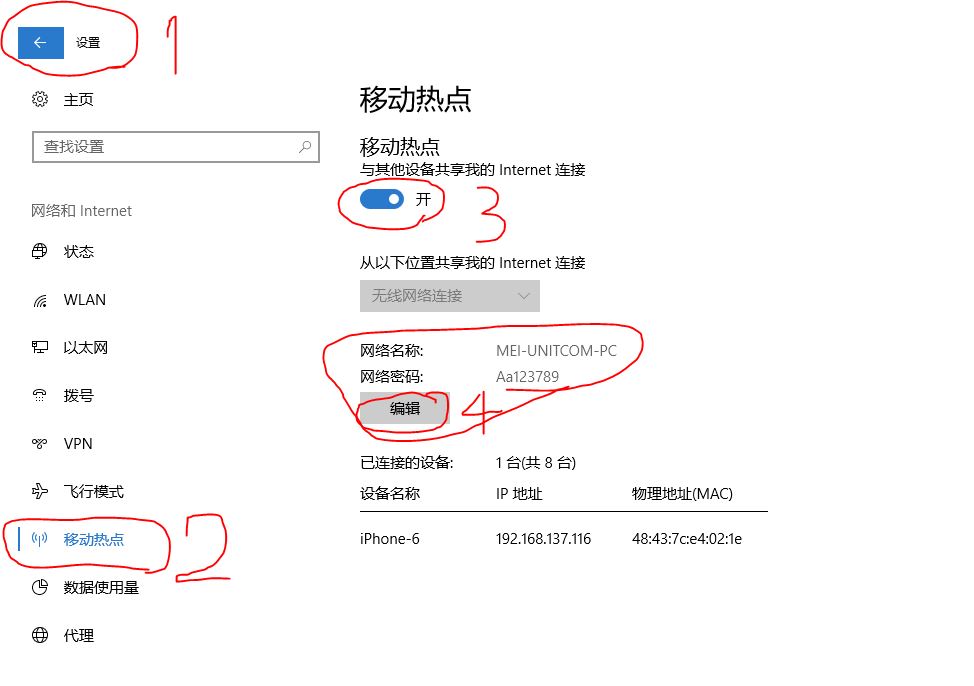 设置
1
主页
查找设置
网络和 Internet
状态
WLAN
以太网
拨号
VPN
飞行模式
移动热点
2
数据使用量
代理
移动热点
移动热点
与其他设备共享我的 Internet 连接
开
3
从以下位置共享我的 Internet 连接
无线网络连接
网络名称: MEI-UNITCOM-PC
网络密码: Aa123789
编辑
4
已连接的设备: 1 台(共 8 台)
设备名称 IP 地址 物理地址(MAC)
iPhone-6 192.168.137.116 48:43:7c:e4:02:1e